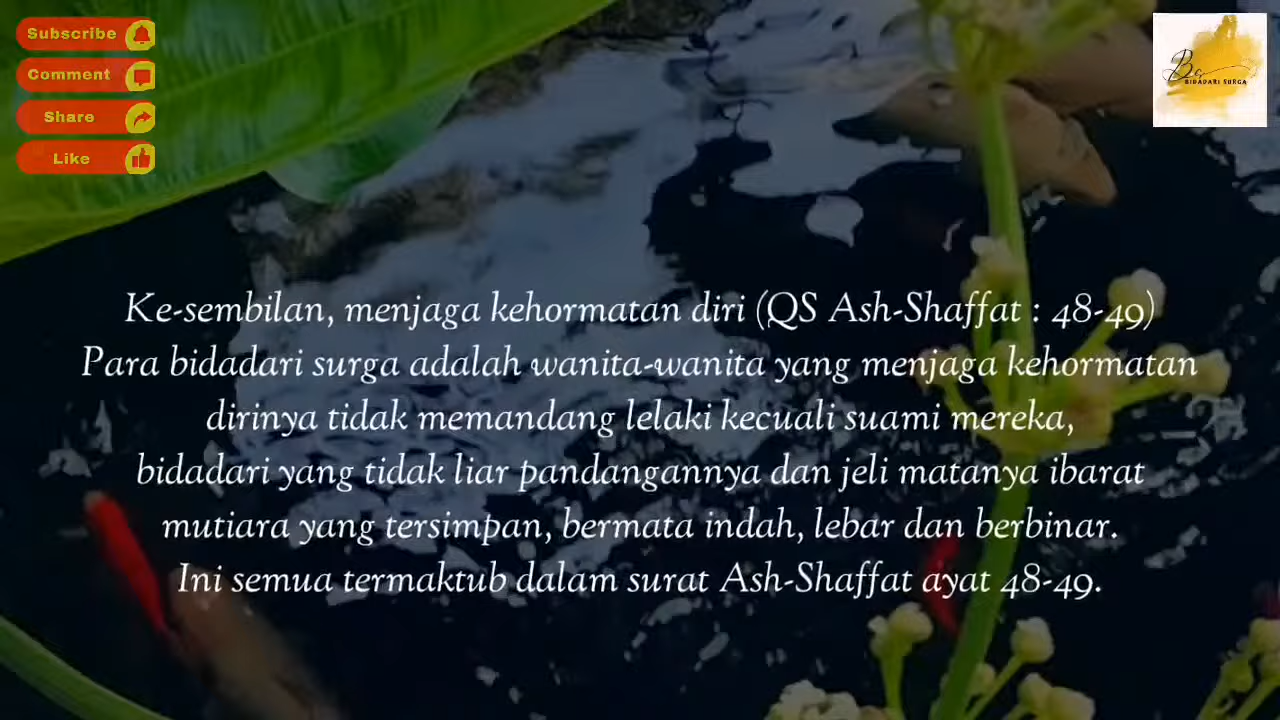 Subscribe
Comment
Share
Like
Be
BIDADARI SURGA
Ke-sembilan, menjaga kehormatan diri (QS Ash-Shaffat : 48-49)
Para bidadari surga adalah wanita-wanita yang menjaga kehormatan
dirinya tidak memandang lelaki kecuali suami mereka,
bidadari yang tidak liar pandangannya dan jeli matanya ibarat
mutiara yang tersimpan, bermata indah, lebar dan berbinar.
Ini semua termaktub dalam surat Ash-Shaffat ayat 48-49.